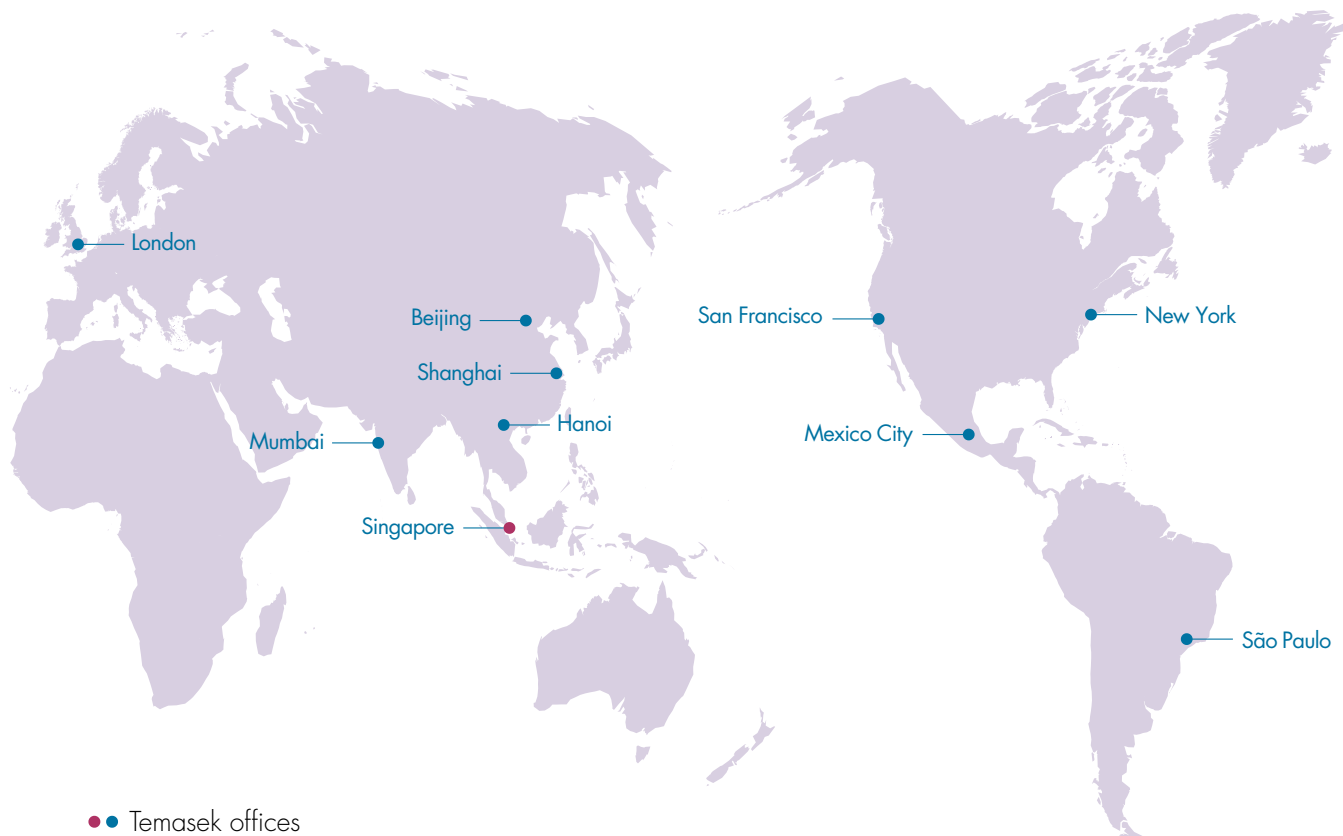 London
Beijing
San Francisco
New York
Shanghai
Hanoi
Mumbai
Mexico City
Singapore
São Paulo
Temasek offices